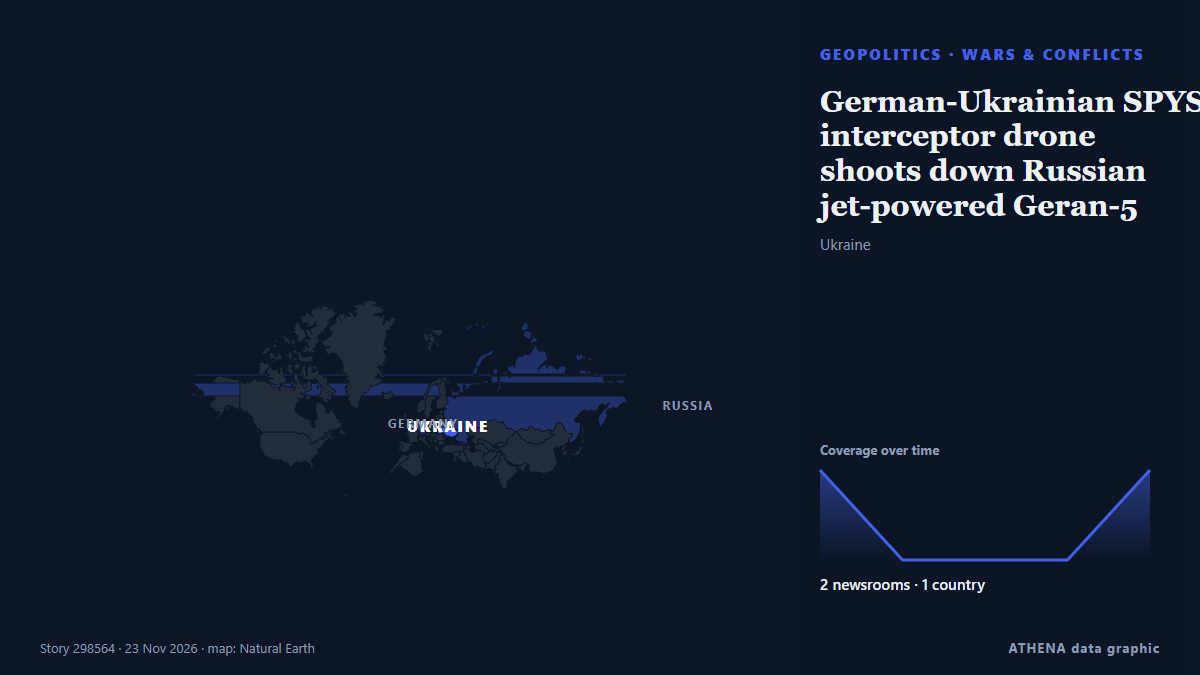 GEOPOLITICS · WARS & CONFLICTS
German-Ukrainian SPYS
interceptor drone
shoots down Russian
jet-powered Geran-5
Ukraine
RUSSIA
GERMANY
UKRAINE
Coverage over time
2 newsrooms · 1 country
Story 298564 · 23 Nov 2026 · map: Natural Earth
ATHENA data graphic